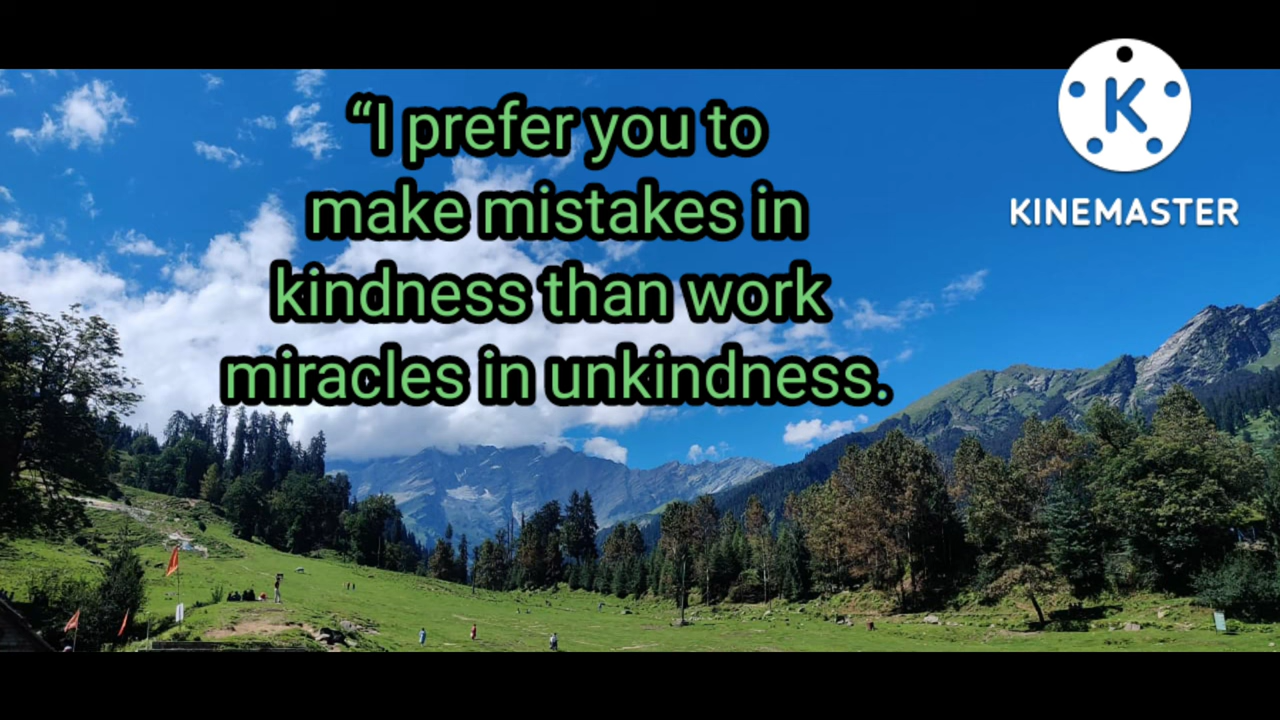 “I prefer you to
make mistakes in
kindness than work
miracles in unkindness.
K
KINEMASTER